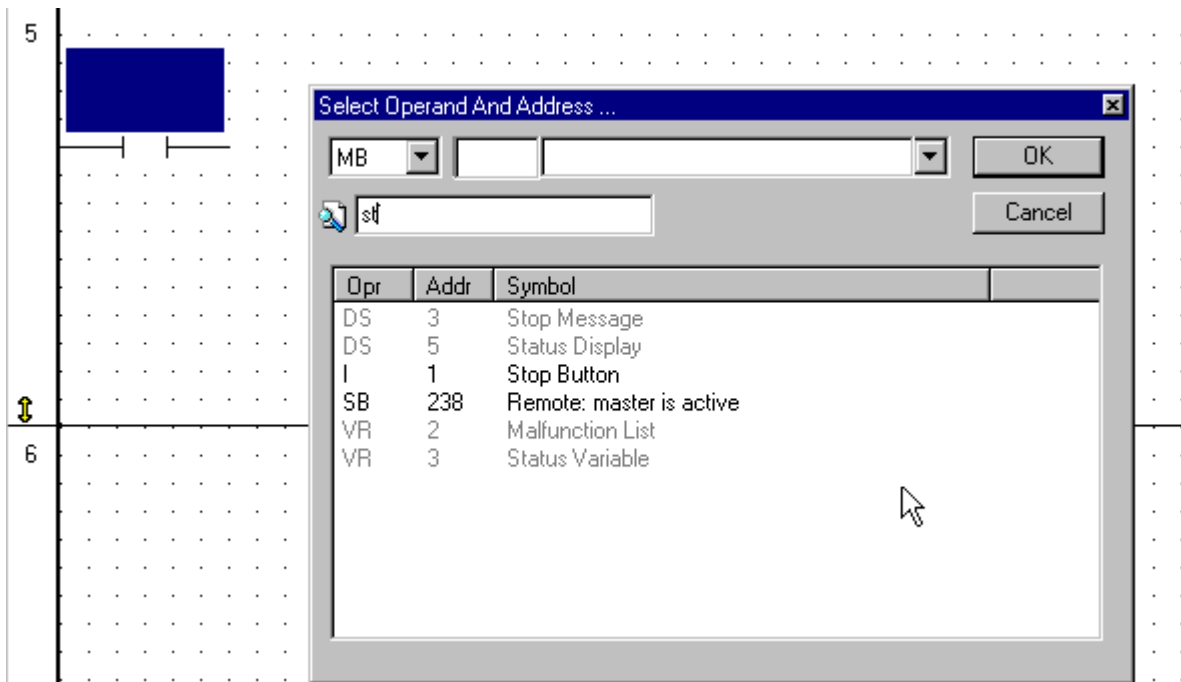 5
Select Operand And Address ...
MB
OK
st
Cancel
Opr Addr Symbol
DS 3 Stop Message
DS 5 Status Display
I 1 Stop Button
SB 238 Remote: master is active
VR 2 Malfunction List
VR 3 Status Variable
6